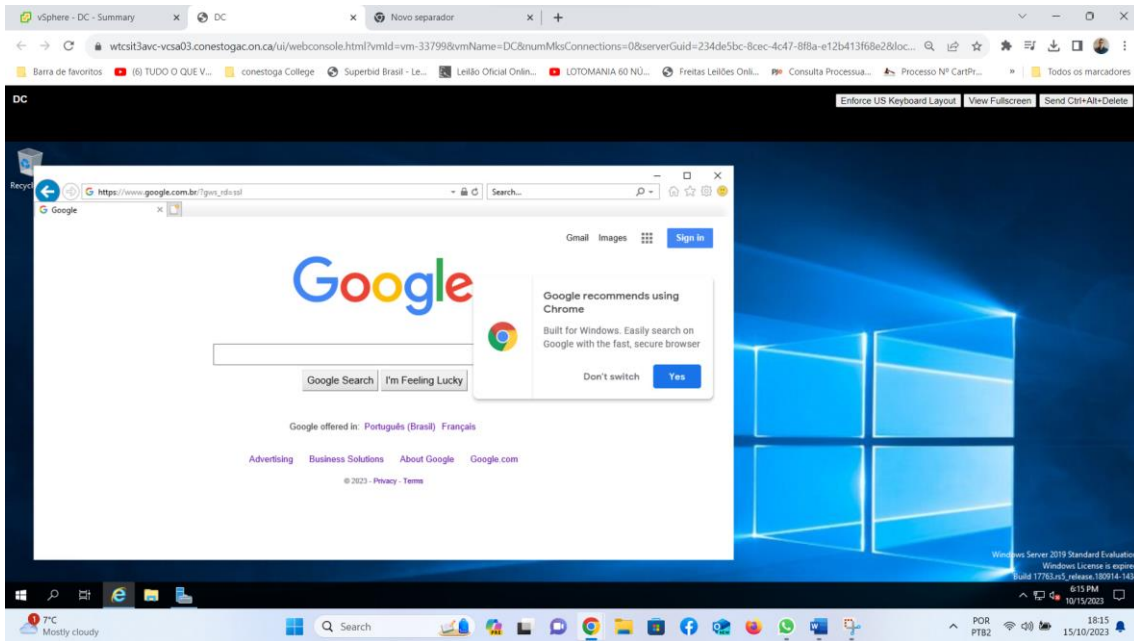 vSphere - DC - Summary
DC
Novo separador
wtcsit3avc-vcsa03.conestogac.on.ca/ui/webconsole.html?vmId=vm-33799&vmName=DC&numMksConnections=0&serverGuid=234de5bc-8cec-4c47-8f8a-e12b413f68e2&loc...
Barra de favoritos
(6) TUDO O QUE V...
conestoga College
Superbid Brasil - Le...
Leilão Oficial Onlin...
LOTOMANIA 60 NÚ...
Freitas Leilões Onli...
Consulta Processua...
Processo Nº CartPr...
»
Todos os marcadores
DC
Enforce US Keyboard Layout
View Fullscreen
Send Ctrl+Alt+Delete
Recycl
https://www.google.com.br/?gws_rd=ssl
Search...
Google
Gmail Images Sign in
Google
Google recommends using
Chrome
Built for Windows. Easily search on
Google with the fast, secure browser
Don't switch Yes
Google Search I'm Feeling Lucky
Google offered in: Português (Brasil) Français
Advertising Business Solutions About Google Google.com
© 2023 - Privacy - Terms
Windows Server 2019 Standard Evaluation
Windows License is expire
Build 17763.rs5_release.180914-143
6:15 PM
10/15/2023
1
7°C
Mostly cloudy
Search
POR
PTB2
18:15
15/10/2023